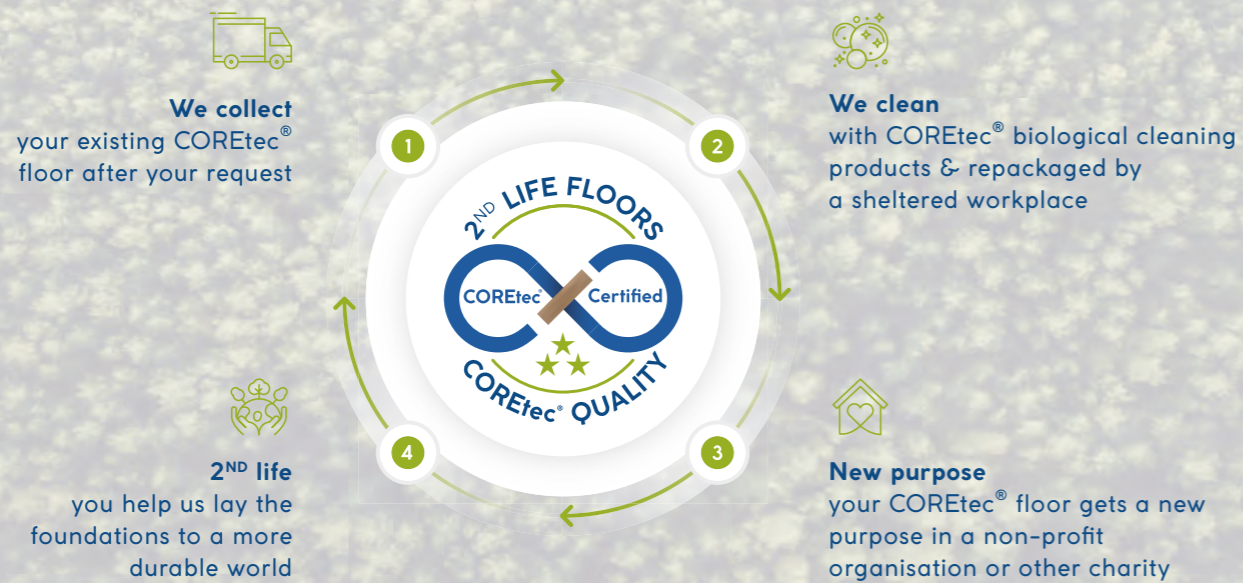 We collect
your existing COREtec®
floor after your request
1
2
We clean
with COREtec® biological cleaning
products & repackaged by
a sheltered workplace
2ND LIFE FLOORS
COREtec® Certified
COREtec® QUALITY
4
3
2ND life
you help us lay the
foundations to a more
durable world
New purpose
your COREtec® floor gets a new
purpose in a non-profit
organisation or other charity